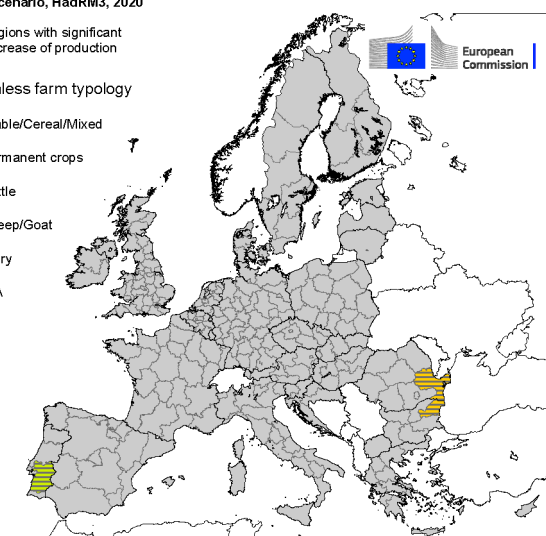 cenario, HadRM3, 2020
gions with significant
crease of production
less farm typology
ble/Cereal/Mixed
rmanent crops
ttle
eep/Goat
ry
A
European
Commission